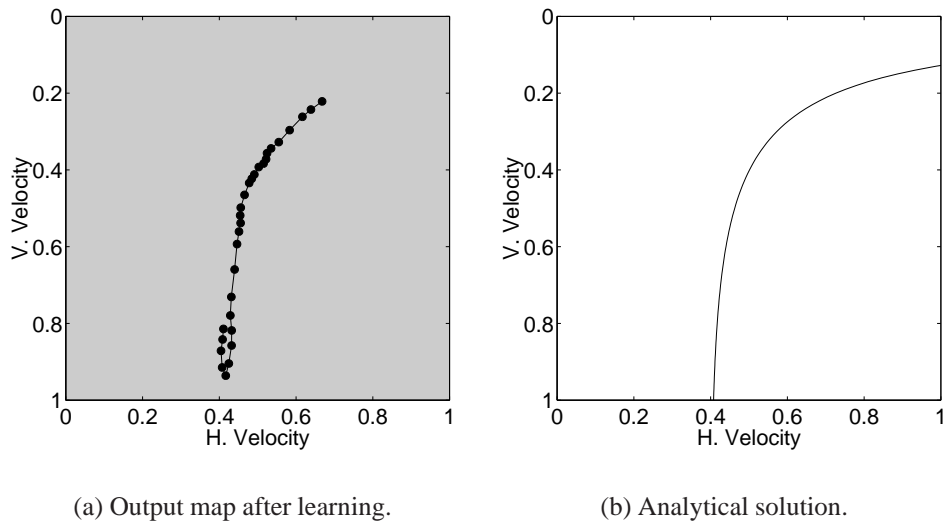 0
0.2
0.4
0.6
0.8
1
V. Velocity
0 0.2 0.4 0.6 0.8 1
H. Velocity
(a) Output map after learning.
0
0.2
0.4
0.6
0.8
1
V. Velocity
0 0.2 0.4 0.6 0.8 1
H. Velocity
(b) Analytical solution.